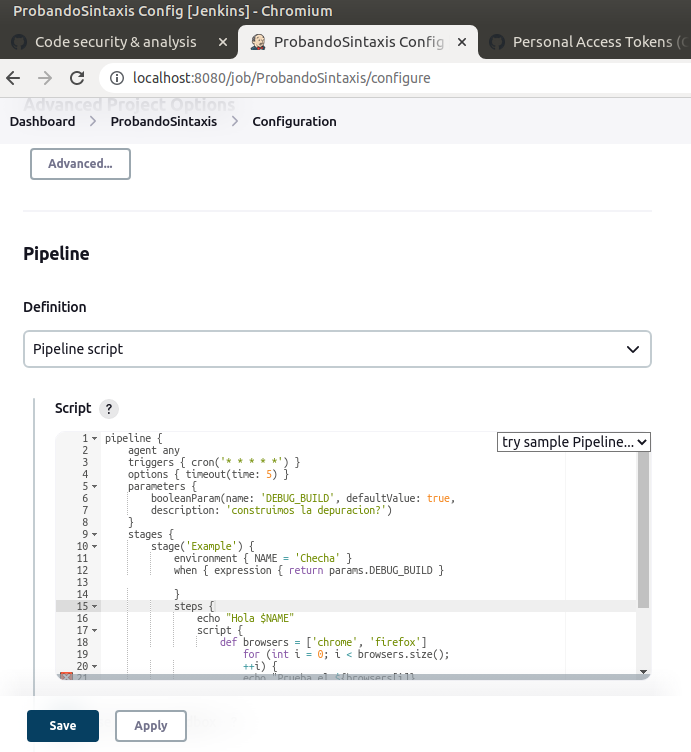 ProbandoSintaxis Config [Jenkins] - Chromium
Code security & analysis × ProbandoSintaxis Config × Personal Access Tokens (C
localhost:8080/job/ProbandoSintaxis/configure
Advanced Project Options
Dashboard > ProbandoSintaxis > Configuration
Advanced...
Pipeline
Definition
Pipeline script
Script ?
try sample Pipeline...
1 pipeline {
2 agent any
3 triggers { cron('* * * * *') }
4 options { timeout(time: 5) }
5 parameters {
6 booleanParam(name: 'DEBUG_BUILD', defaultValue: true,
7 description: 'construimos la depuracion?')
8 }
9 stages {
10 stage('Example') {
11 environment { NAME = 'Checha' }
12 when { expression { return params.DEBUG_BUILD }
13
14 }
15 steps {
16 echo "Hola $NAME"
17 script {
18 def browsers = ['chrome', 'firefox']
19 for (int i = 0; i < browsers.size();
20 ++i) {
21 echo "Prueba el ${browsers[i]}
Save
Apply